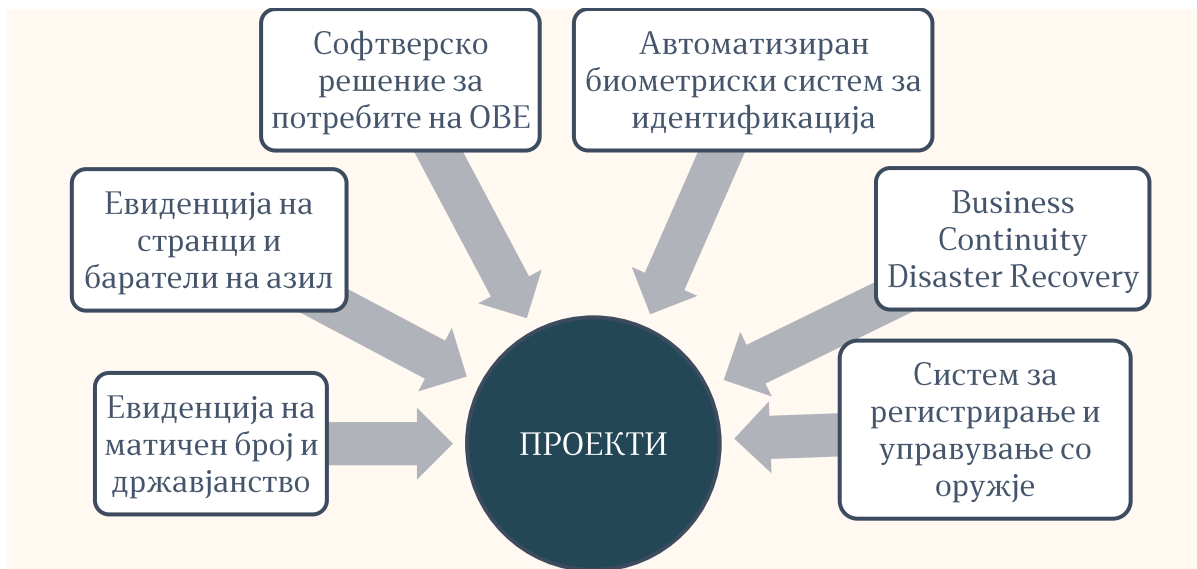 Софтверско
решение за
потребите на ОВЕ
Автоматизиран
биометриски систем за
идентификација
Евиденција на
странци и
баратели на азил
Business
Continuity
Disaster Recovery
Евиденција на
матичен број и
државјанство
ПРОЕКТИ
Систем за
регистрирање и
управување со
оружје